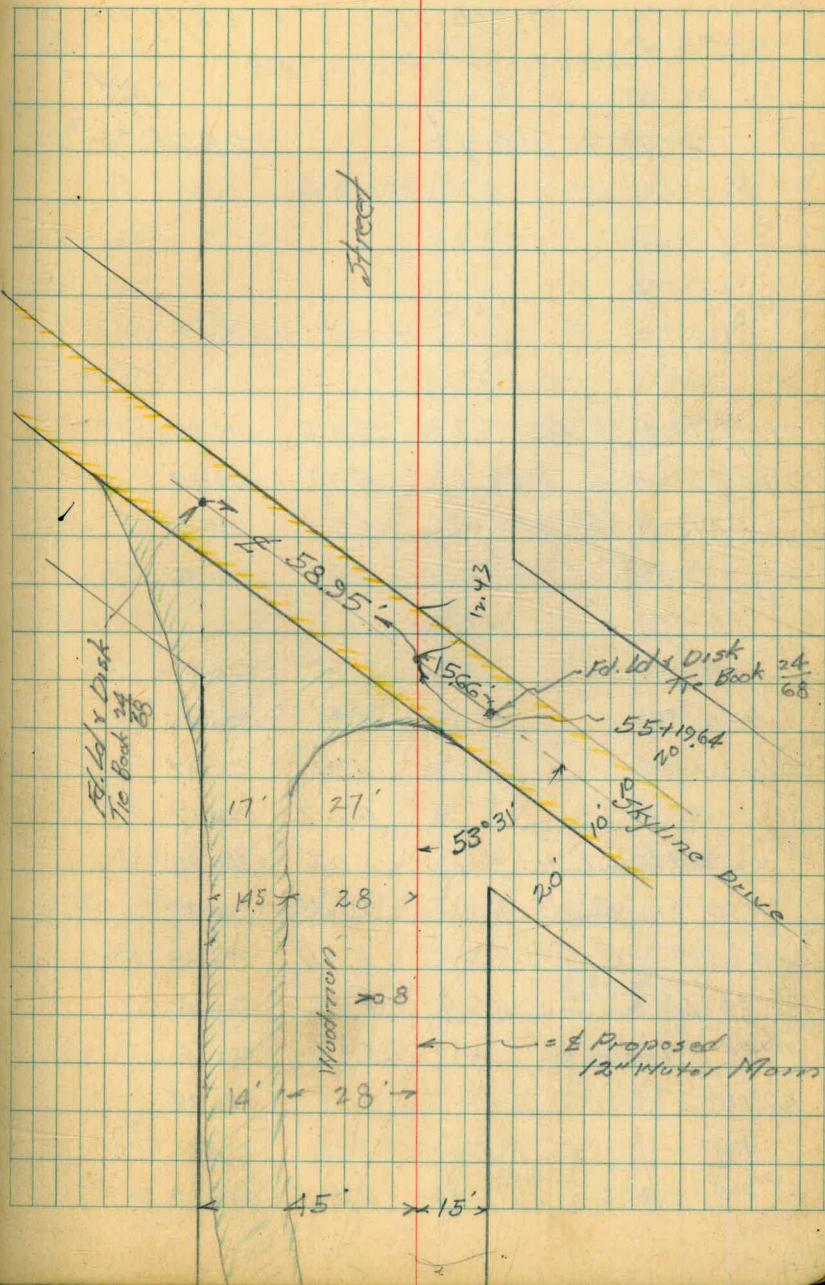 Street
58.95'
12.43
15.66'
Fd. Ld & Disk
Tie Book 24/68
55+19.64
20'
50
10'
Skyline Drive
Fd. Ld & Disk
Tie Book 24/68
17' 27'
53°31'
20'
14.5 28
Woodman
8
= ⅊ Proposed
12" Water Main
14' 28'
45' 15'